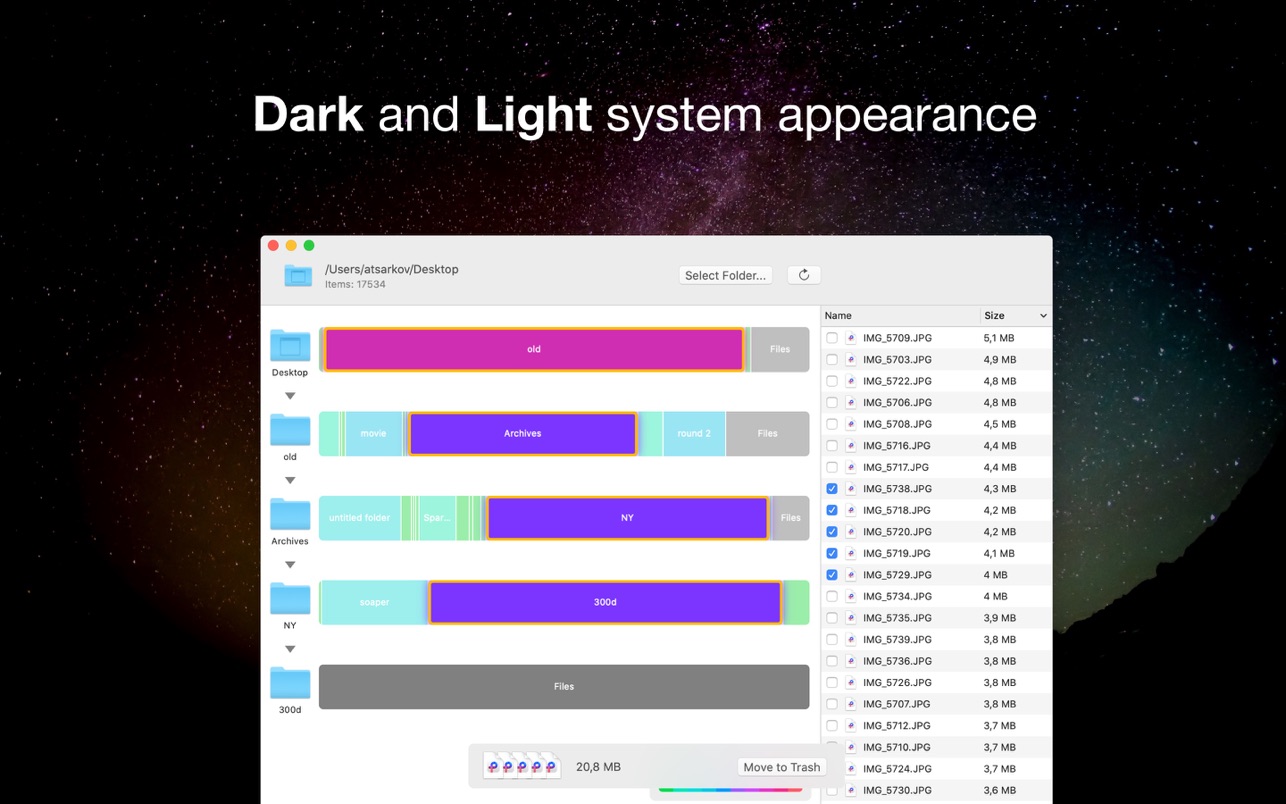 Dark and Light system appearance
/Users/atsarkov/Desktop
Items: 17534
Select Folder...
Desktop
old
Files
old
movie
Archives
round 2
Files
Archives
untitled folder
Spar...
NY
Files
NY
soaper
300d
300d
Files
Name Size
IMG_5709.JPG 5,1 MB
IMG_5703.JPG 4,9 MB
IMG_5722.JPG 4,8 MB
IMG_5706.JPG 4,8 MB
IMG_5708.JPG 4,5 MB
IMG_5716.JPG 4,4 MB
IMG_5717.JPG 4,4 MB
IMG_5738.JPG 4,3 MB
IMG_5718.JPG 4,2 MB
IMG_5720.JPG 4,2 MB
IMG_5719.JPG 4,1 MB
IMG_5729.JPG 4 MB
IMG_5734.JPG 4 MB
IMG_5735.JPG 3,9 MB
IMG_5739.JPG 3,8 MB
IMG_5736.JPG 3,8 MB
IMG_5726.JPG 3,8 MB
IMG_5707.JPG 3,8 MB
IMG_5712.JPG 3,7 MB
IMG_5710.JPG 3,7 MB
IMG_5724.JPG 3,7 MB
IMG_5730.JPG 3,6 MB
20,8 MB
Move to Trash